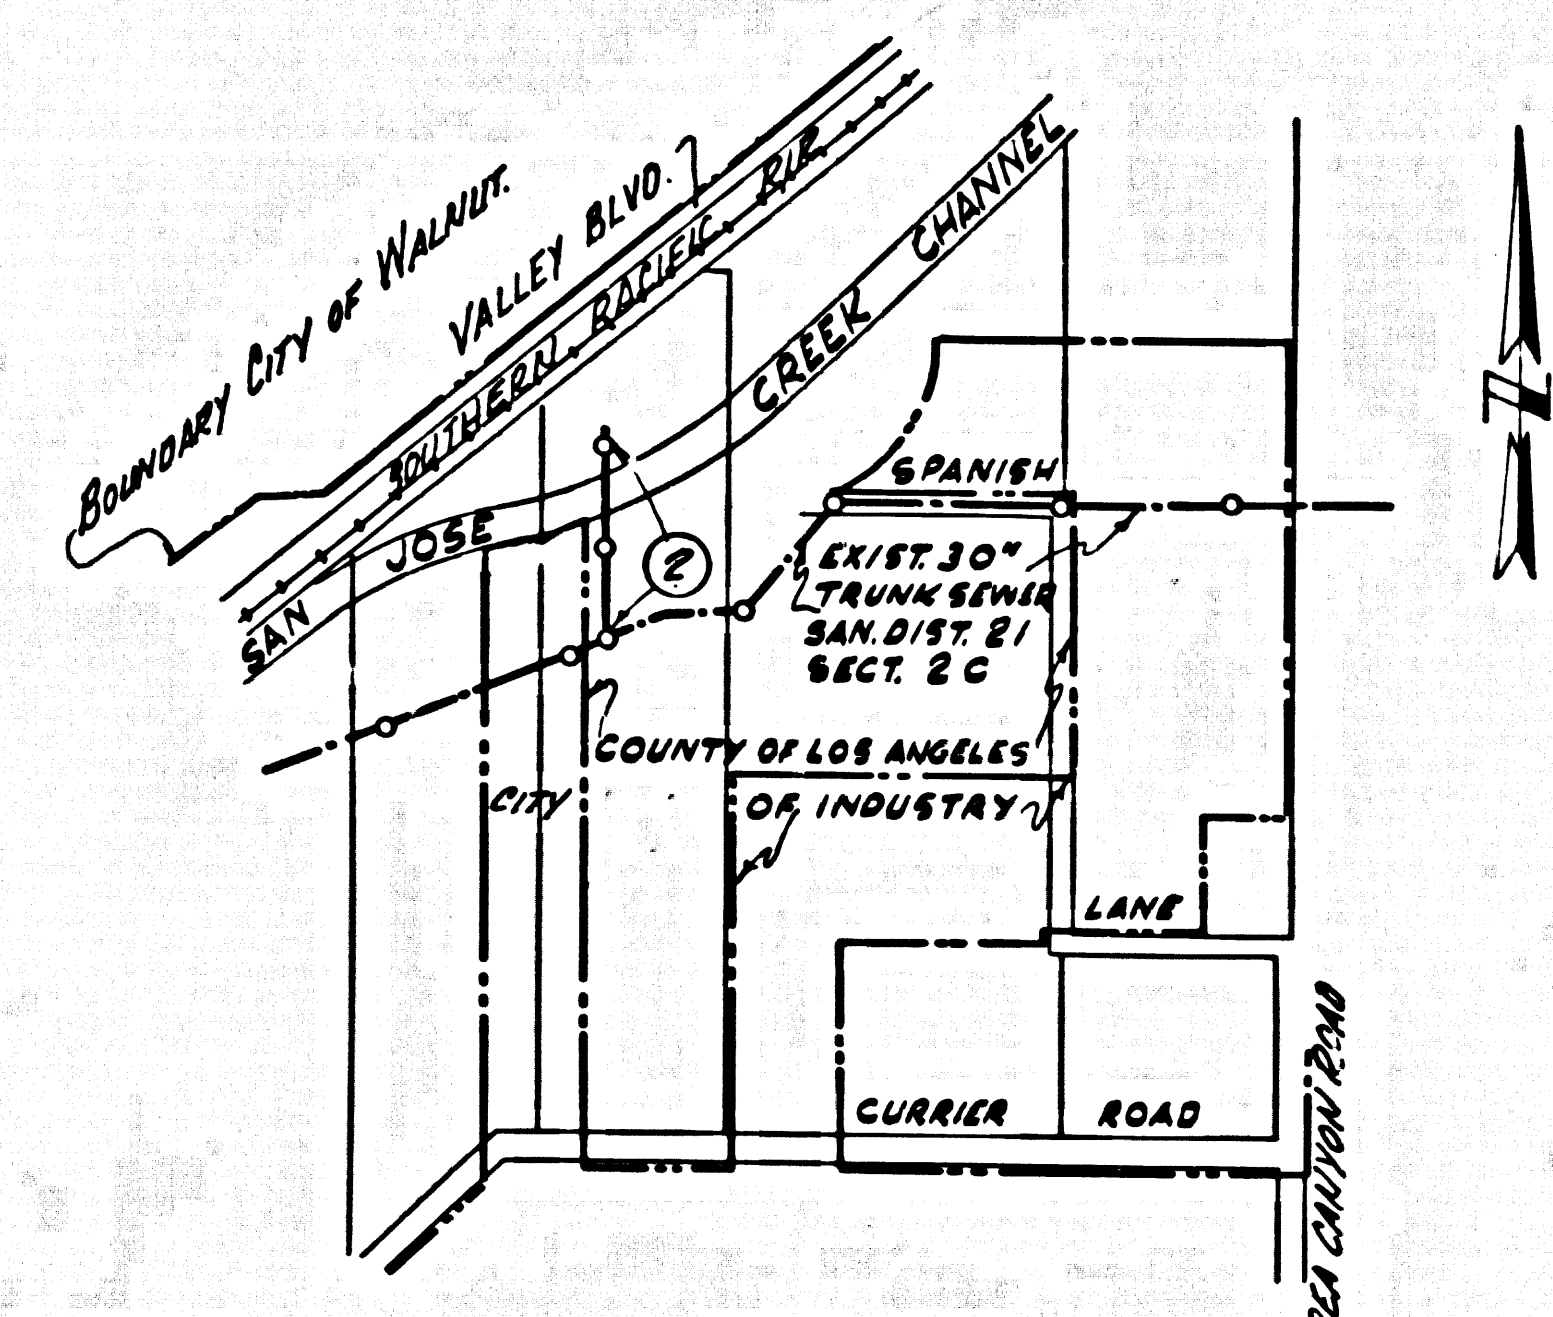 BOUNDARY CITY OF WALNUT.
VALLEY BLVD.
SOUTHERN PACIFIC R.R.
SAN JOSE CREEK CHANNEL
SPANISH
EXIST. 30"
TRUNK SEWER
SAN. DIST. 21
SECT. 2 C
2
COUNTY OF LOS ANGELES
CITY OF INDUSTRY
LANE
CURRIER ROAD
CANYON ROAD
Z